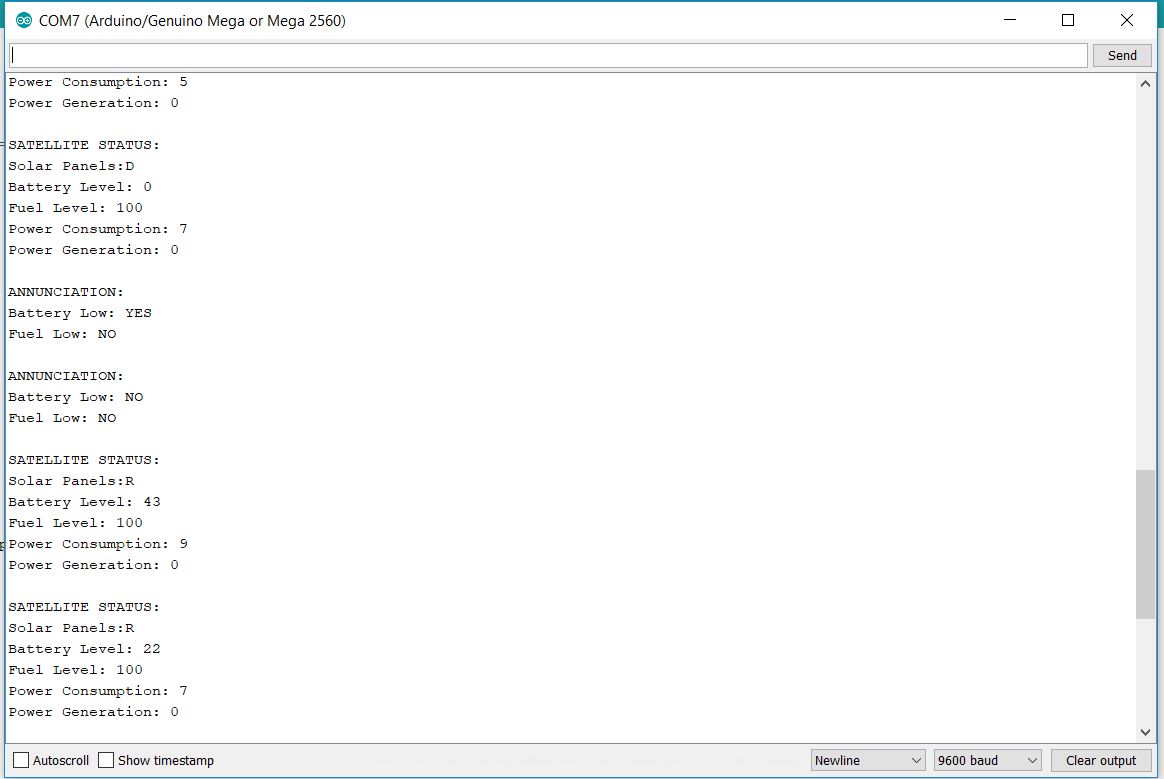 COM7 (Arduino/Genuino Mega or Mega 2560)
Send
Power Consumption: 5
Power Generation: 0
SATELLITE STATUS:
Solar Panels:D
Battery Level: 0
Fuel Level: 100
Power Consumption: 7
Power Generation: 0
ANNUNCIATION:
Battery Low: YES
Fuel Low: NO
ANNUNCIATION:
Battery Low: NO
Fuel Low: NO
SATELLITE STATUS:
Solar Panels:R
Battery Level: 43
Fuel Level: 100
Power Consumption: 9
Power Generation: 0
SATELLITE STATUS:
Solar Panels:R
Battery Level: 22
Fuel Level: 100
Power Consumption: 7
Power Generation: 0
Autoscroll Show timestamp Newline 9600 baud Clear output